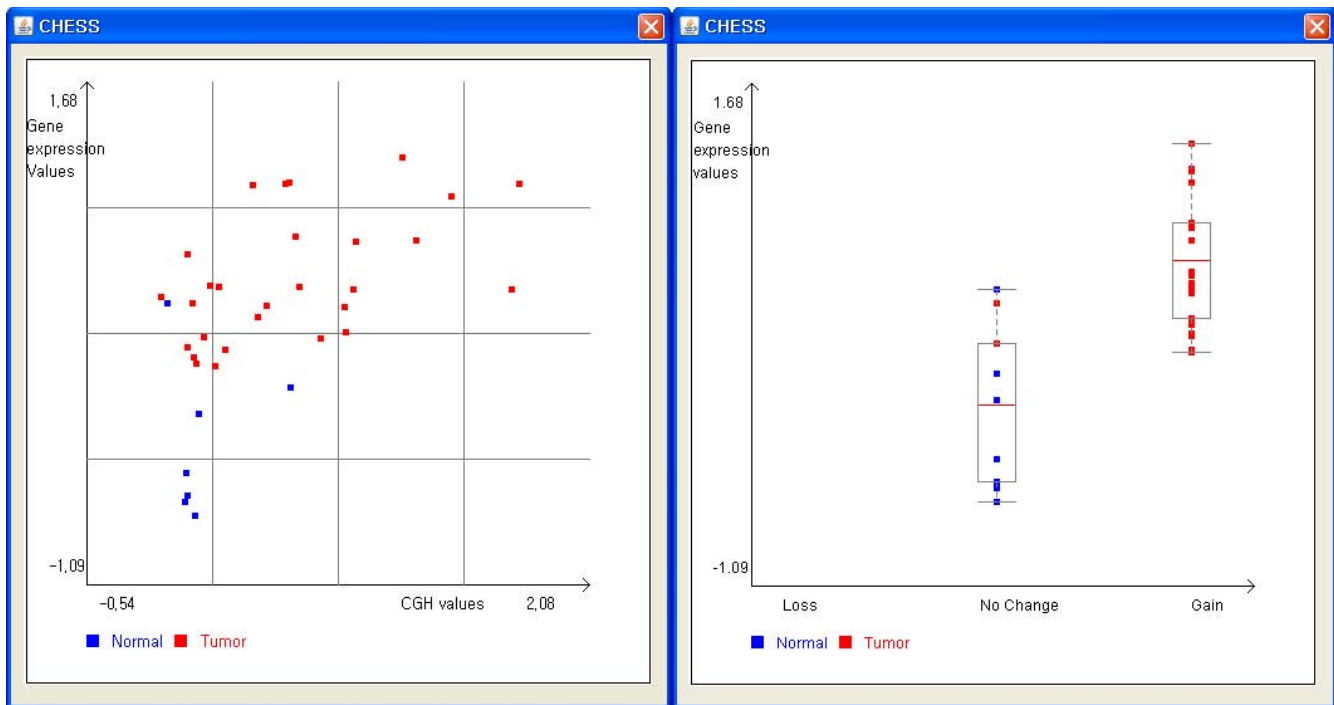 CHESS
1,68
Gene
expression
Values
-1,09
-0,54 CGH values 2,08
Normal Tumor
CHESS
1.68
Gene
expression
values
-1.09
Loss No Change Gain
Normal Tumor